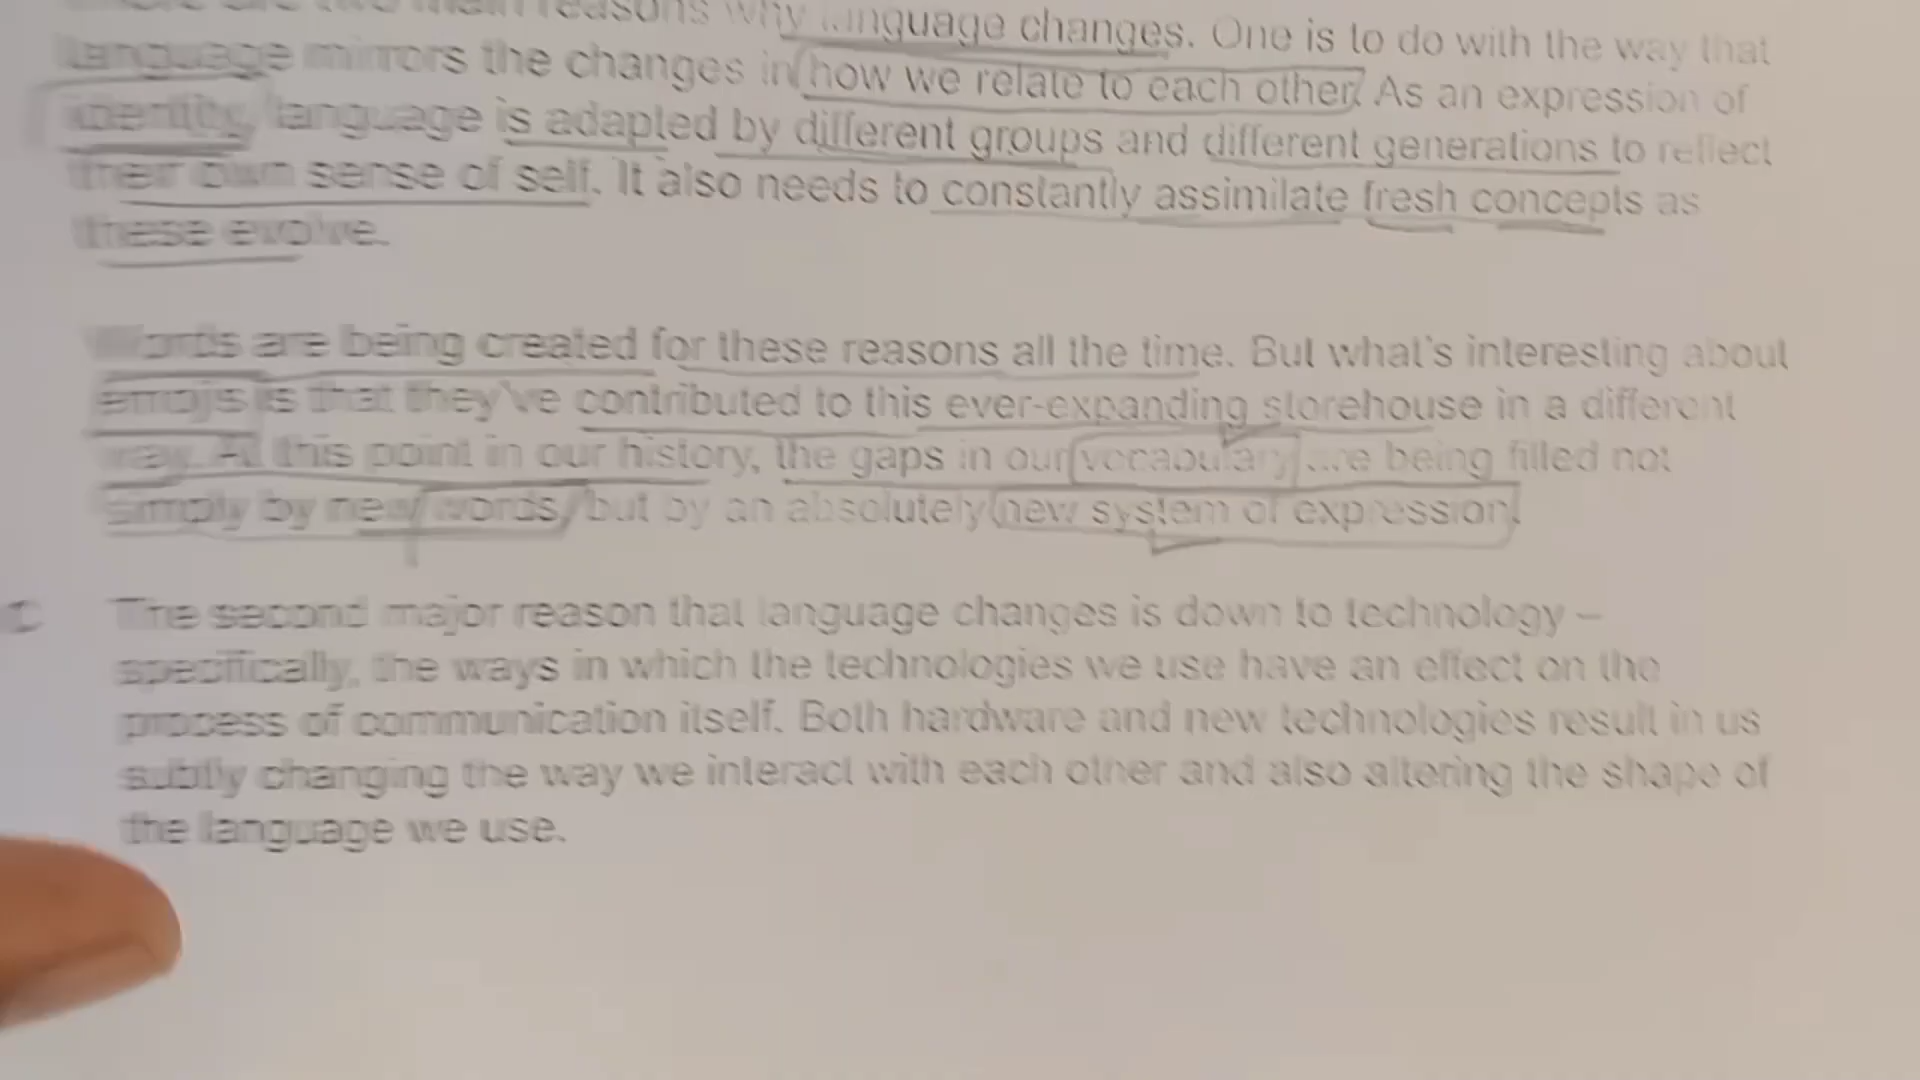 There are two main reasons why language changes. One is to do with the way that
language mirrors the changes in how we relate to each other. As an expression of
identity, language is adapted by different groups and different generations to reflect
their own sense of self. It also needs to constantly assimilate fresh concepts as
these evolve.
Words are being created for these reasons all the time. But what's interesting about
emojis is that they've contributed to this ever-expanding storehouse in a different
way. At this point in our history, the gaps in our vocabulary are being filled not
simply by new words, but by an absolutely new system of expression.
C The second major reason that language changes is down to technology –
specifically, the ways in which the technologies we use have an effect on the
process of communication itself. Both hardware and new technologies result in us
subtly changing the way we interact with each other and also altering the shape of
the language we use.